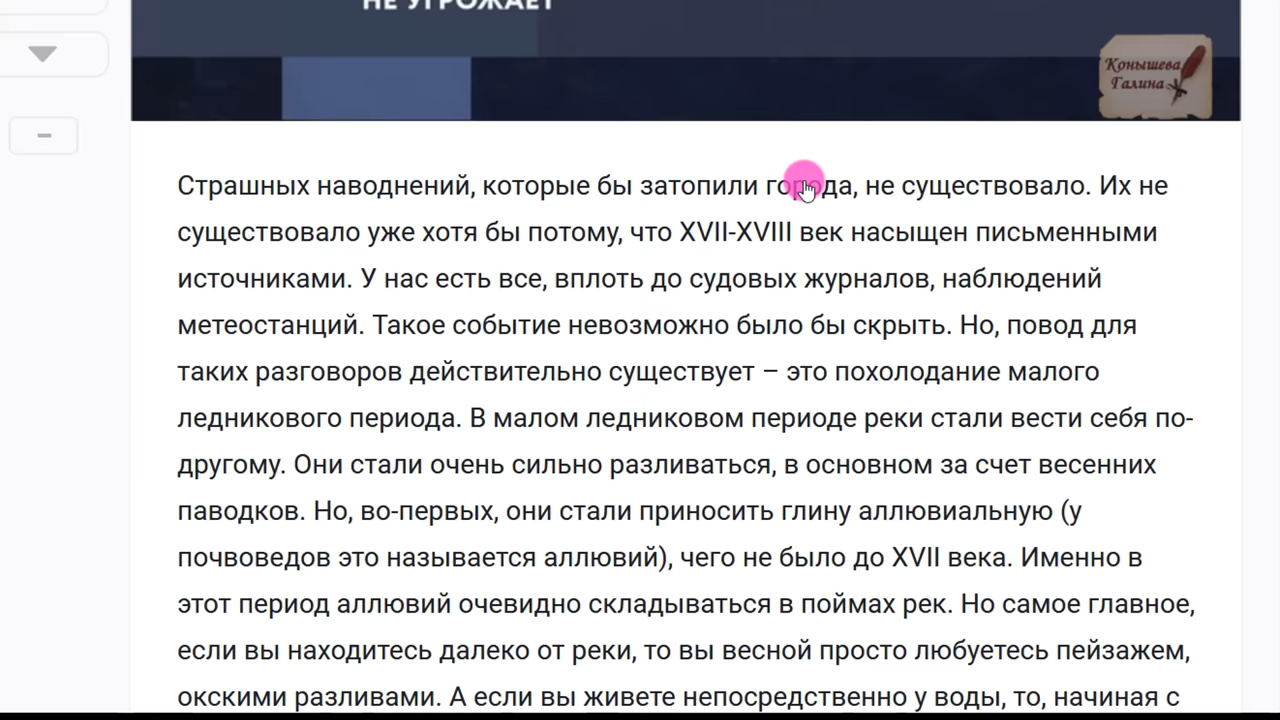 НЕ УГРОЖАЕТ
Конышева
Галина
Страшных наводнений, которые бы затопили города, не существовало. Их не
существовало уже хотя бы потому, что XVII-XVIII век насыщен письменными
источниками. У нас есть все, вплоть до судовых журналов, наблюдений
метеостанций. Такое событие невозможно было бы скрыть. Но, повод для
таких разговоров действительно существует – это похолодание малого
ледникового периода. В малом ледниковом периоде реки стали вести себя по-
другому. Они стали очень сильно разливаться, в основном за счет весенних
паводков. Но, во-первых, они стали приносить глину аллювиальную (у
почвоведов это называется аллювий), чего не было до XVII века. Именно в
этот период аллювий очевидно складываться в поймах рек. Но самое главное,
если вы находитесь далеко от реки, то вы весной просто любуетесь пейзажем,
окскими разливами. А если вы живете непосредственно у воды, то, начиная с